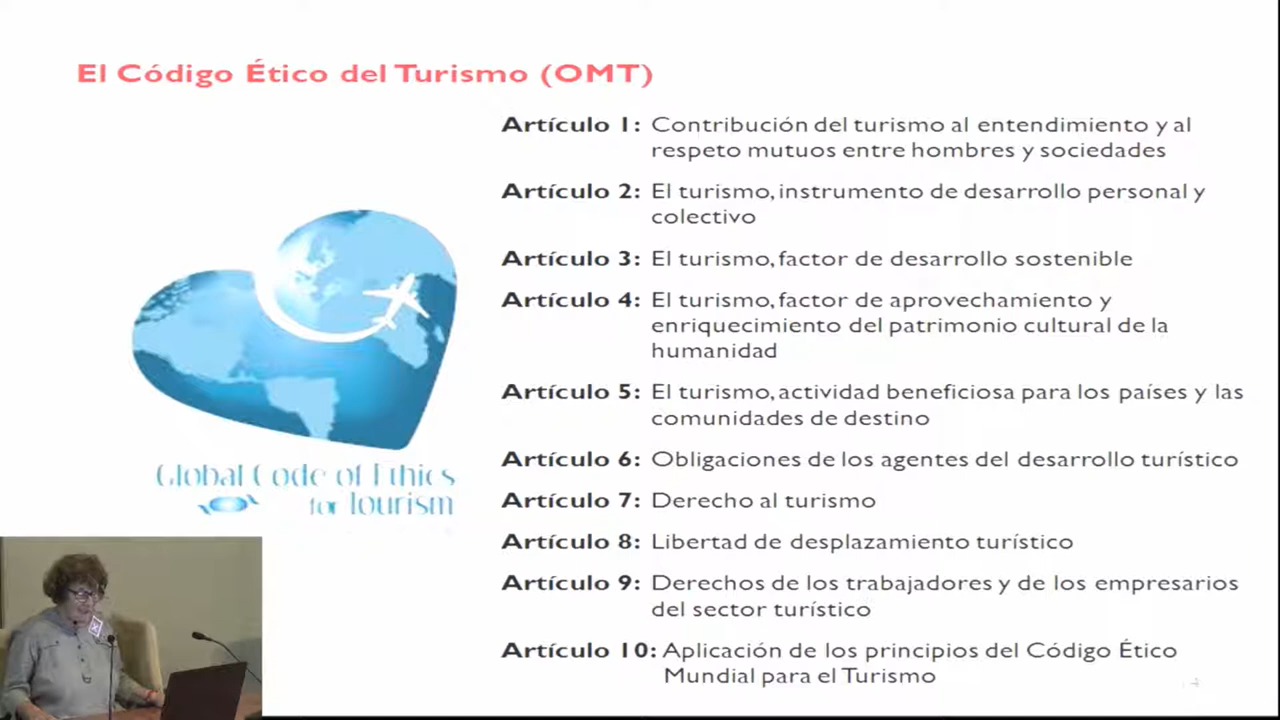 El Código Ético del Turismo (OMT)
Artículo 1: Contribución del turismo al entendimiento y al
respeto mutuos entre hombres y sociedades
Artículo 2: El turismo, instrumento de desarrollo personal y
colectivo
Artículo 3: El turismo, factor de desarrollo sostenible
Artículo 4: El turismo, factor de aprovechamiento y
enriquecimiento del patrimonio cultural de la
humanidad
Artículo 5: El turismo, actividad beneficiosa para los países y las
comunidades de destino
Artículo 6: Obligaciones de los agentes del desarrollo turístico
Artículo 7: Derecho al turismo
Artículo 8: Libertad de desplazamiento turístico
Artículo 9: Derechos de los trabajadores y de los empresarios
del sector turístico
Artículo 10: Aplicación de los principios del Código Ético
Mundial para el Turismo
Global Code of Ethics
for Tourism
4